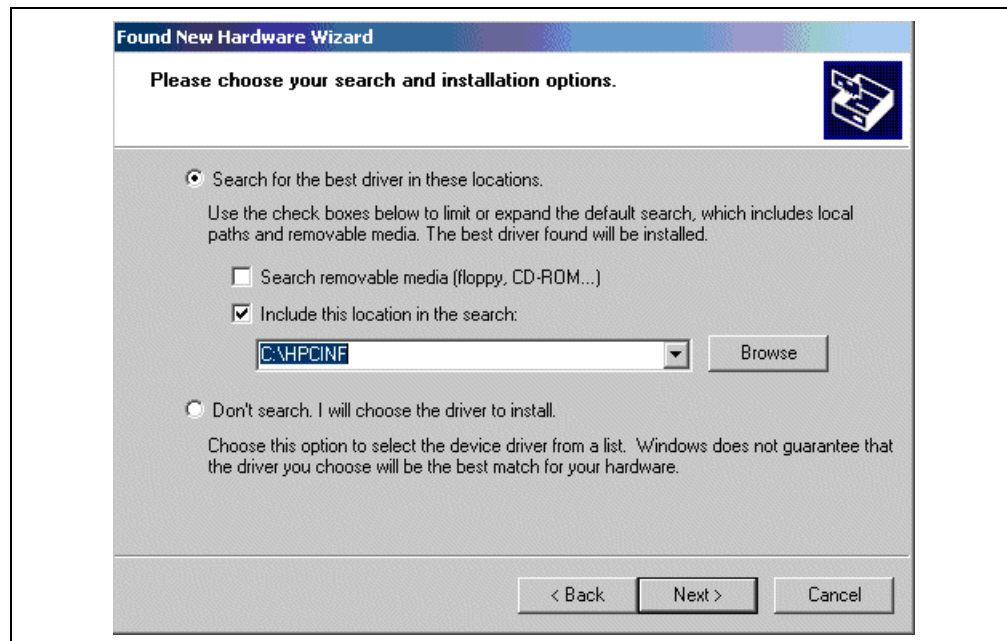 Found New Hardware Wizard
Please choose your search and installation options.
Search for the best driver in these locations.
Use the check boxes below to limit or expand the default search, which includes local
paths and removable media. The best driver found will be installed.
Search removable media (floppy, CD-ROM...)
Include this location in the search:
C:\HPCINF
Browse
Don't search. I will choose the driver to install.
Choose this option to select the device driver from a list. Windows does not guarantee that
the driver you choose will be the best match for your hardware.
< Back Next > Cancel